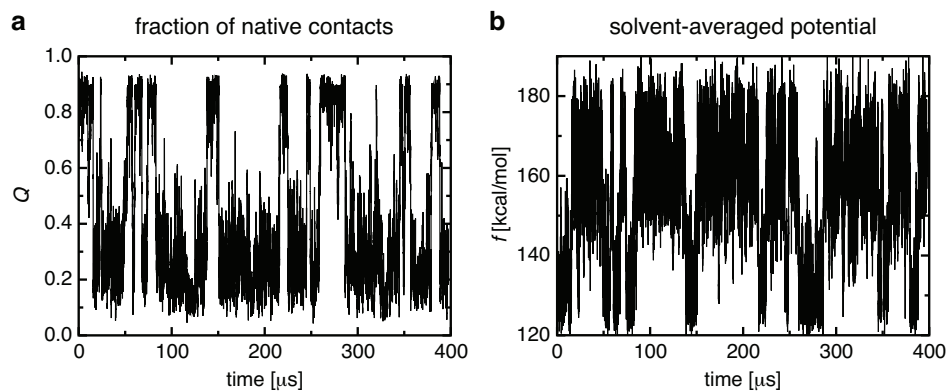 a fraction of native contacts
1.0
0.8
0.6
0.4
0.2
0.0
Q
0 100 200 300 400
time [μs]
b solvent-averaged potential
180
160
140
120
f [kcal/mol]
0 100 200 300 400
time [μs]